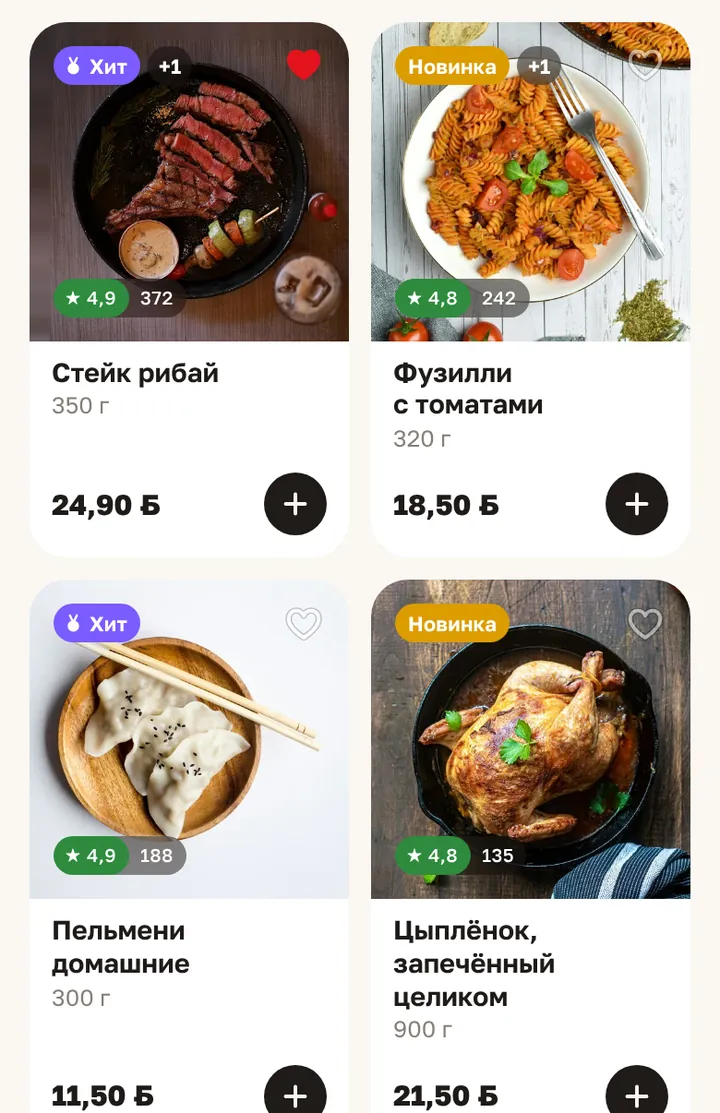 Хит +1
4,9 372
Стейк рибай
350 г
24,90 Б
Новинка +1
4,8 242
Фузилли
с томатами
320 г
18,50 Б
Хит
4,9 188
Пельмени
домашние
300 г
11,50 Б
Новинка
4,8 135
Цыплёнок,
запечённый
целиком
900 г
21,50 Б